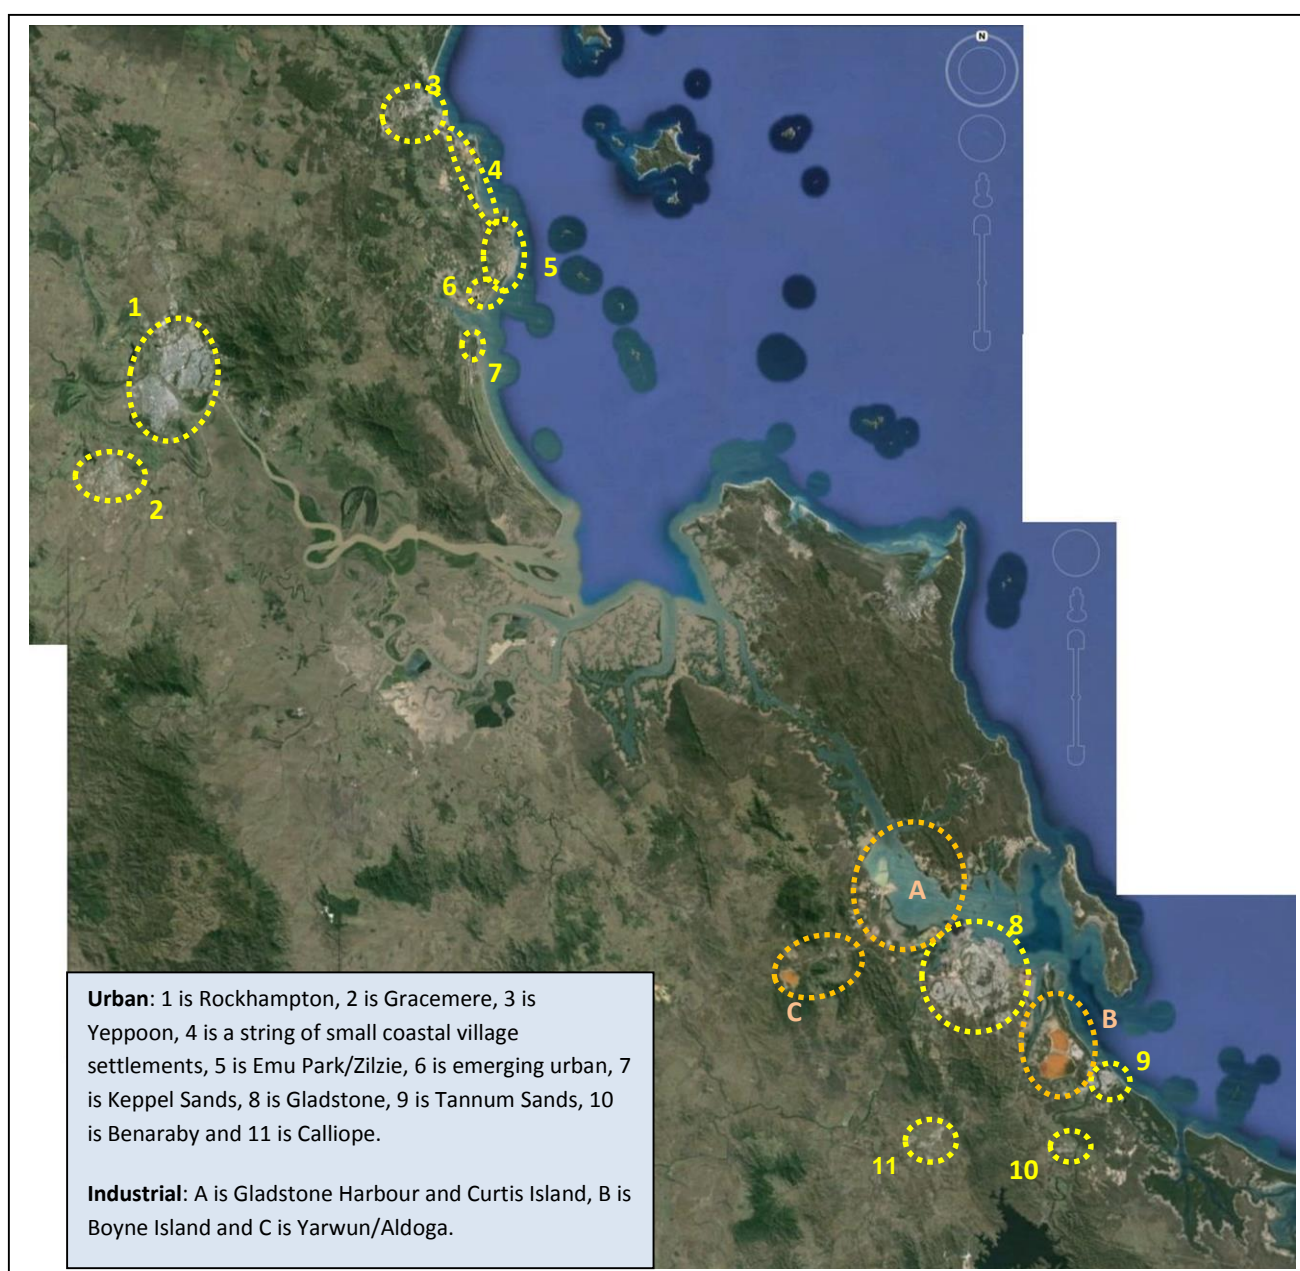 N
3
4
5
6
1
7
2
A
8
C
B
9
11
10
Urban: 1 is Rockhampton, 2 is Gracemere, 3 is
Yeppoon, 4 is a string of small coastal village
settlements, 5 is Emu Park/Zilzie, 6 is emerging urban, 7
is Keppel Sands, 8 is Gladstone, 9 is Tannum Sands, 10
is Benaraby and 11 is Calliope.
Industrial: A is Gladstone Harbour and Curtis Island, B is
Boyne Island and C is Yarwun/Aldoga.